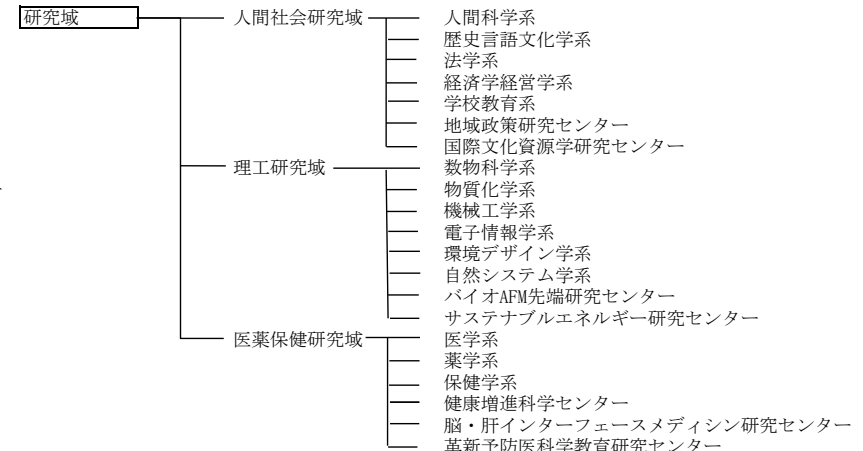 研究域 人間社会研究域 人間科学系
歴史言語文化学系
法学系
経済学経営学系
学校教育系
地域政策研究センター
国際文化資源学研究センター
理工研究域 数物科学系
物質化学系
機械工学系
電子情報学系
環境デザイン学系
自然システム学系
バイオAFM先端研究センター
サステナブルエネルギー研究センター
医薬保健研究域 医学系
薬学系
保健学系
健康増進科学センター
脳・肝インターフェースメディシン研究センター
革新予防医科学教育研究センター